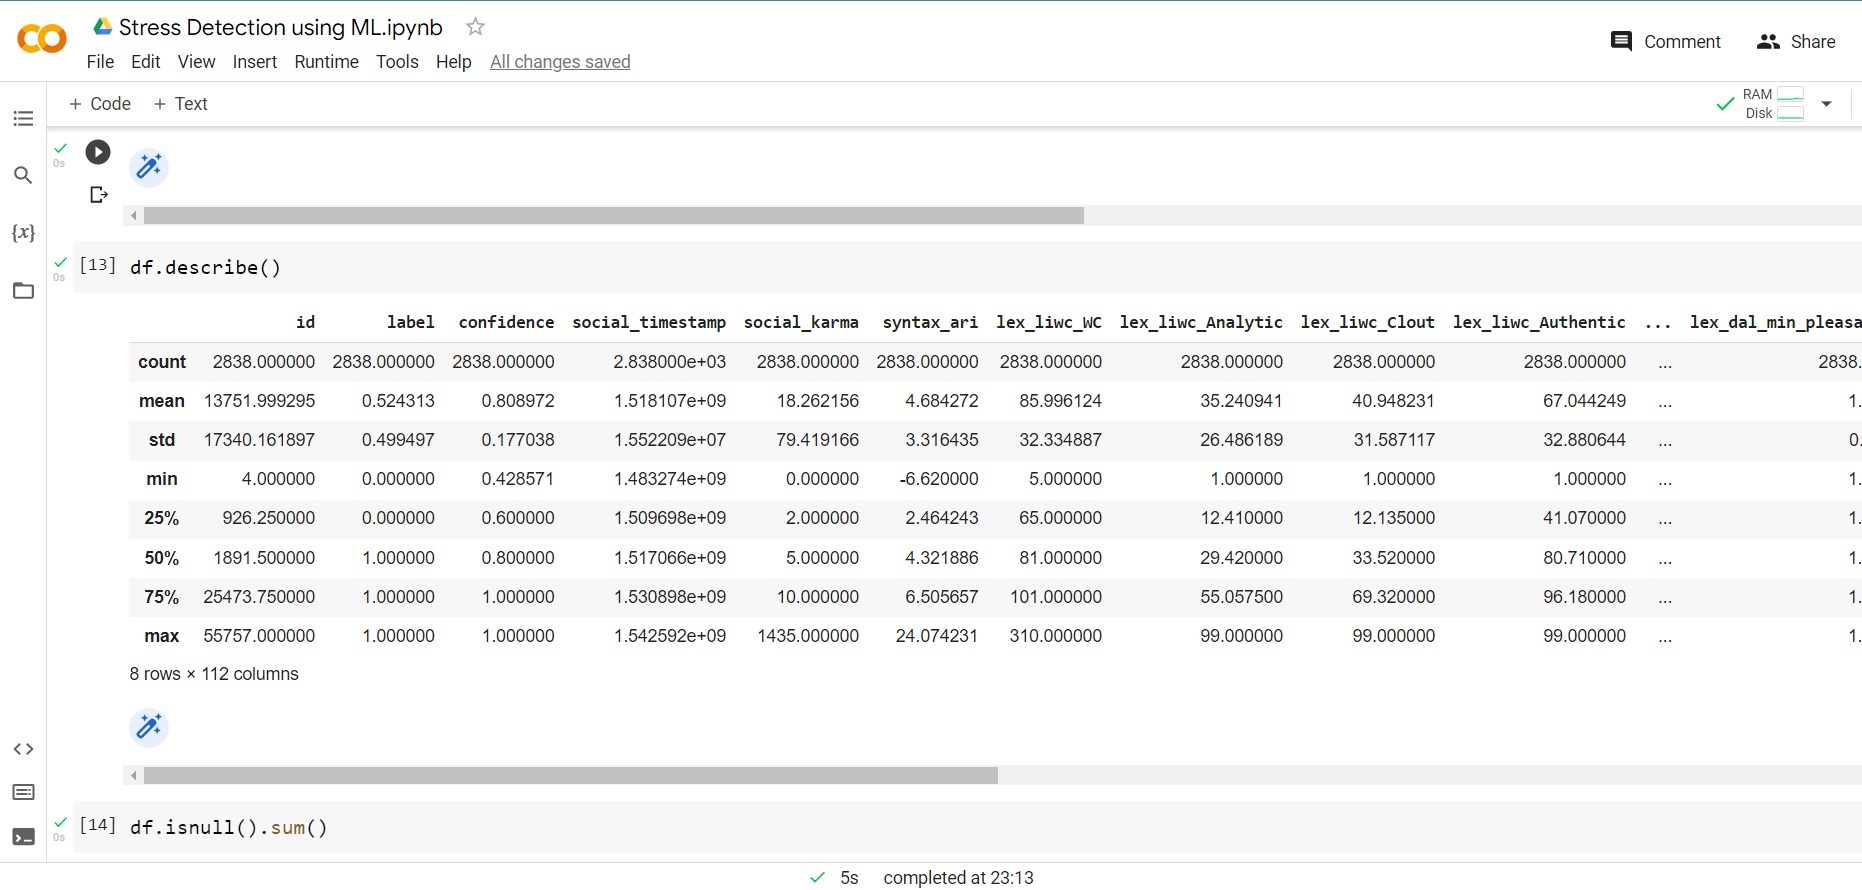 Stress Detection using ML.ipynb
File Edit View Insert Runtime Tools Help All changes saved
Comment Share
+ Code + Text
RAM
Disk
0s
{x}
0s
[13] df.describe()
id label confidence social_timestamp social_karma syntax_ari lex_liwc_WC lex_liwc_Analytic lex_liwc_Clout lex_liwc_Authentic ... lex_dal_min_pleasa
count 2838.000000 2838.000000 2838.000000 2.838000e+03 2838.000000 2838.000000 2838.000000 2838.000000 2838.000000 2838.000000 ... 2838.
mean 13751.999295 0.524313 0.808972 1.518107e+09 18.262156 4.684272 85.996124 35.240941 40.948231 67.044249 ... 1.
std 17340.161897 0.499497 0.177038 1.552209e+07 79.419166 3.316435 32.334887 26.486189 31.587117 32.880644 ... 0.
min 4.000000 0.000000 0.428571 1.483274e+09 0.000000 -6.620000 5.000000 1.000000 1.000000 1.000000 ... 1.
25% 926.250000 0.000000 0.600000 1.509698e+09 2.000000 2.464243 65.000000 12.410000 12.135000 41.070000 ... 1.
50% 1891.500000 1.000000 0.800000 1.517066e+09 5.000000 4.321886 81.000000 29.420000 33.520000 80.710000 ... 1.
75% 25473.750000 1.000000 1.000000 1.530898e+09 10.000000 6.505657 101.000000 55.057500 69.320000 96.180000 ... 1.
max 55757.000000 1.000000 1.000000 1.542592e+09 1435.000000 24.074231 310.000000 99.000000 99.000000 99.000000 ... 1.
8 rows × 112 columns
0s
[14] df.isnull().sum()
5s completed at 23:13